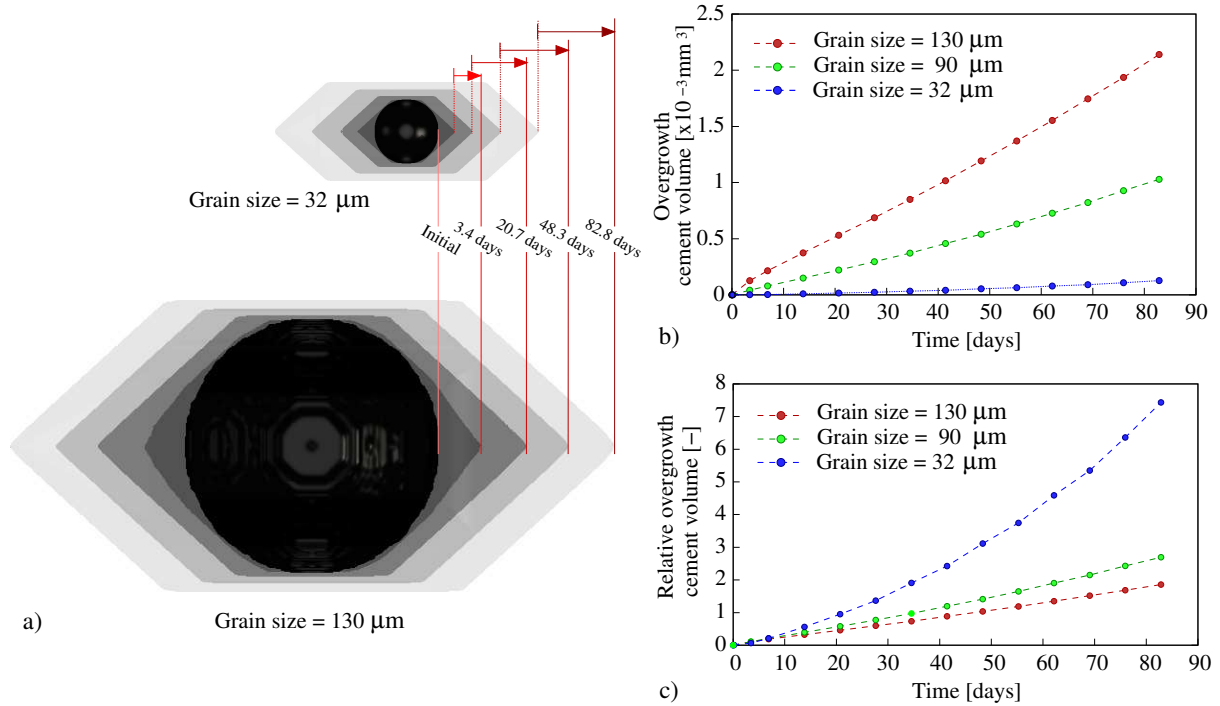 Grain size = 32 μm
Initial
3.4 days
20.7 days
48.3 days
82.8 days
Grain size = 130 μm
a)
2.5
2
1.5
1
0.5
0
Overgrowth
cement volume [x10⁻³mm³]
Grain size = 130 μm
Grain size = 90 μm
Grain size = 32 μm
0 10 20 30 40 50 60 70 80 90
Time [days]
b)
8
7
6
5
4
3
2
1
0
Relative overgrowth
cement volume [–]
Grain size = 130 μm
Grain size = 90 μm
Grain size = 32 μm
0 10 20 30 40 50 60 70 80 90
Time [days]
c)